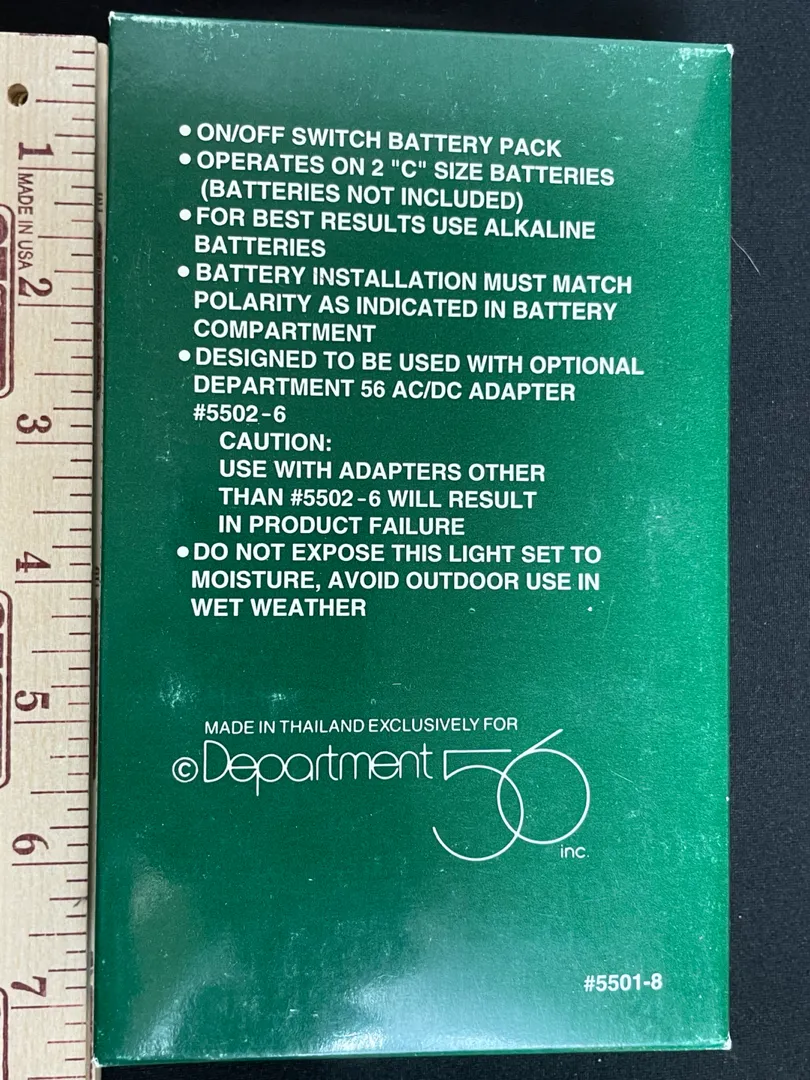 ● ON/OFF SWITCH BATTERY PACK
● OPERATES ON 2 "C" SIZE BATTERIES
(BATTERIES NOT INCLUDED)
● FOR BEST RESULTS USE ALKALINE
BATTERIES
● BATTERY INSTALLATION MUST MATCH
POLARITY AS INDICATED IN BATTERY
COMPARTMENT
● DESIGNED TO BE USED WITH OPTIONAL
DEPARTMENT 56 AC/DC ADAPTER
#5502-6
CAUTION:
USE WITH ADAPTERS OTHER
THAN #5502-6 WILL RESULT
IN PRODUCT FAILURE
● DO NOT EXPOSE THIS LIGHT SET TO
MOISTURE, AVOID OUTDOOR USE IN
WET WEATHER
MADE IN THAILAND EXCLUSIVELY FOR
© Department 56
inc.
#5501-8
1
MADE IN USA
2
3
4
5
6
7